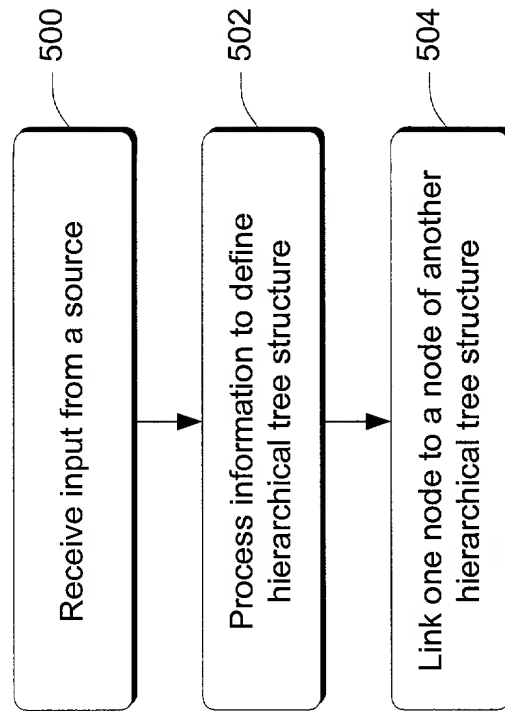 Receive input from a source
500
Process information to define
hierarchical tree structure
502
Link one node to a node of another
hierarchical tree structure
504